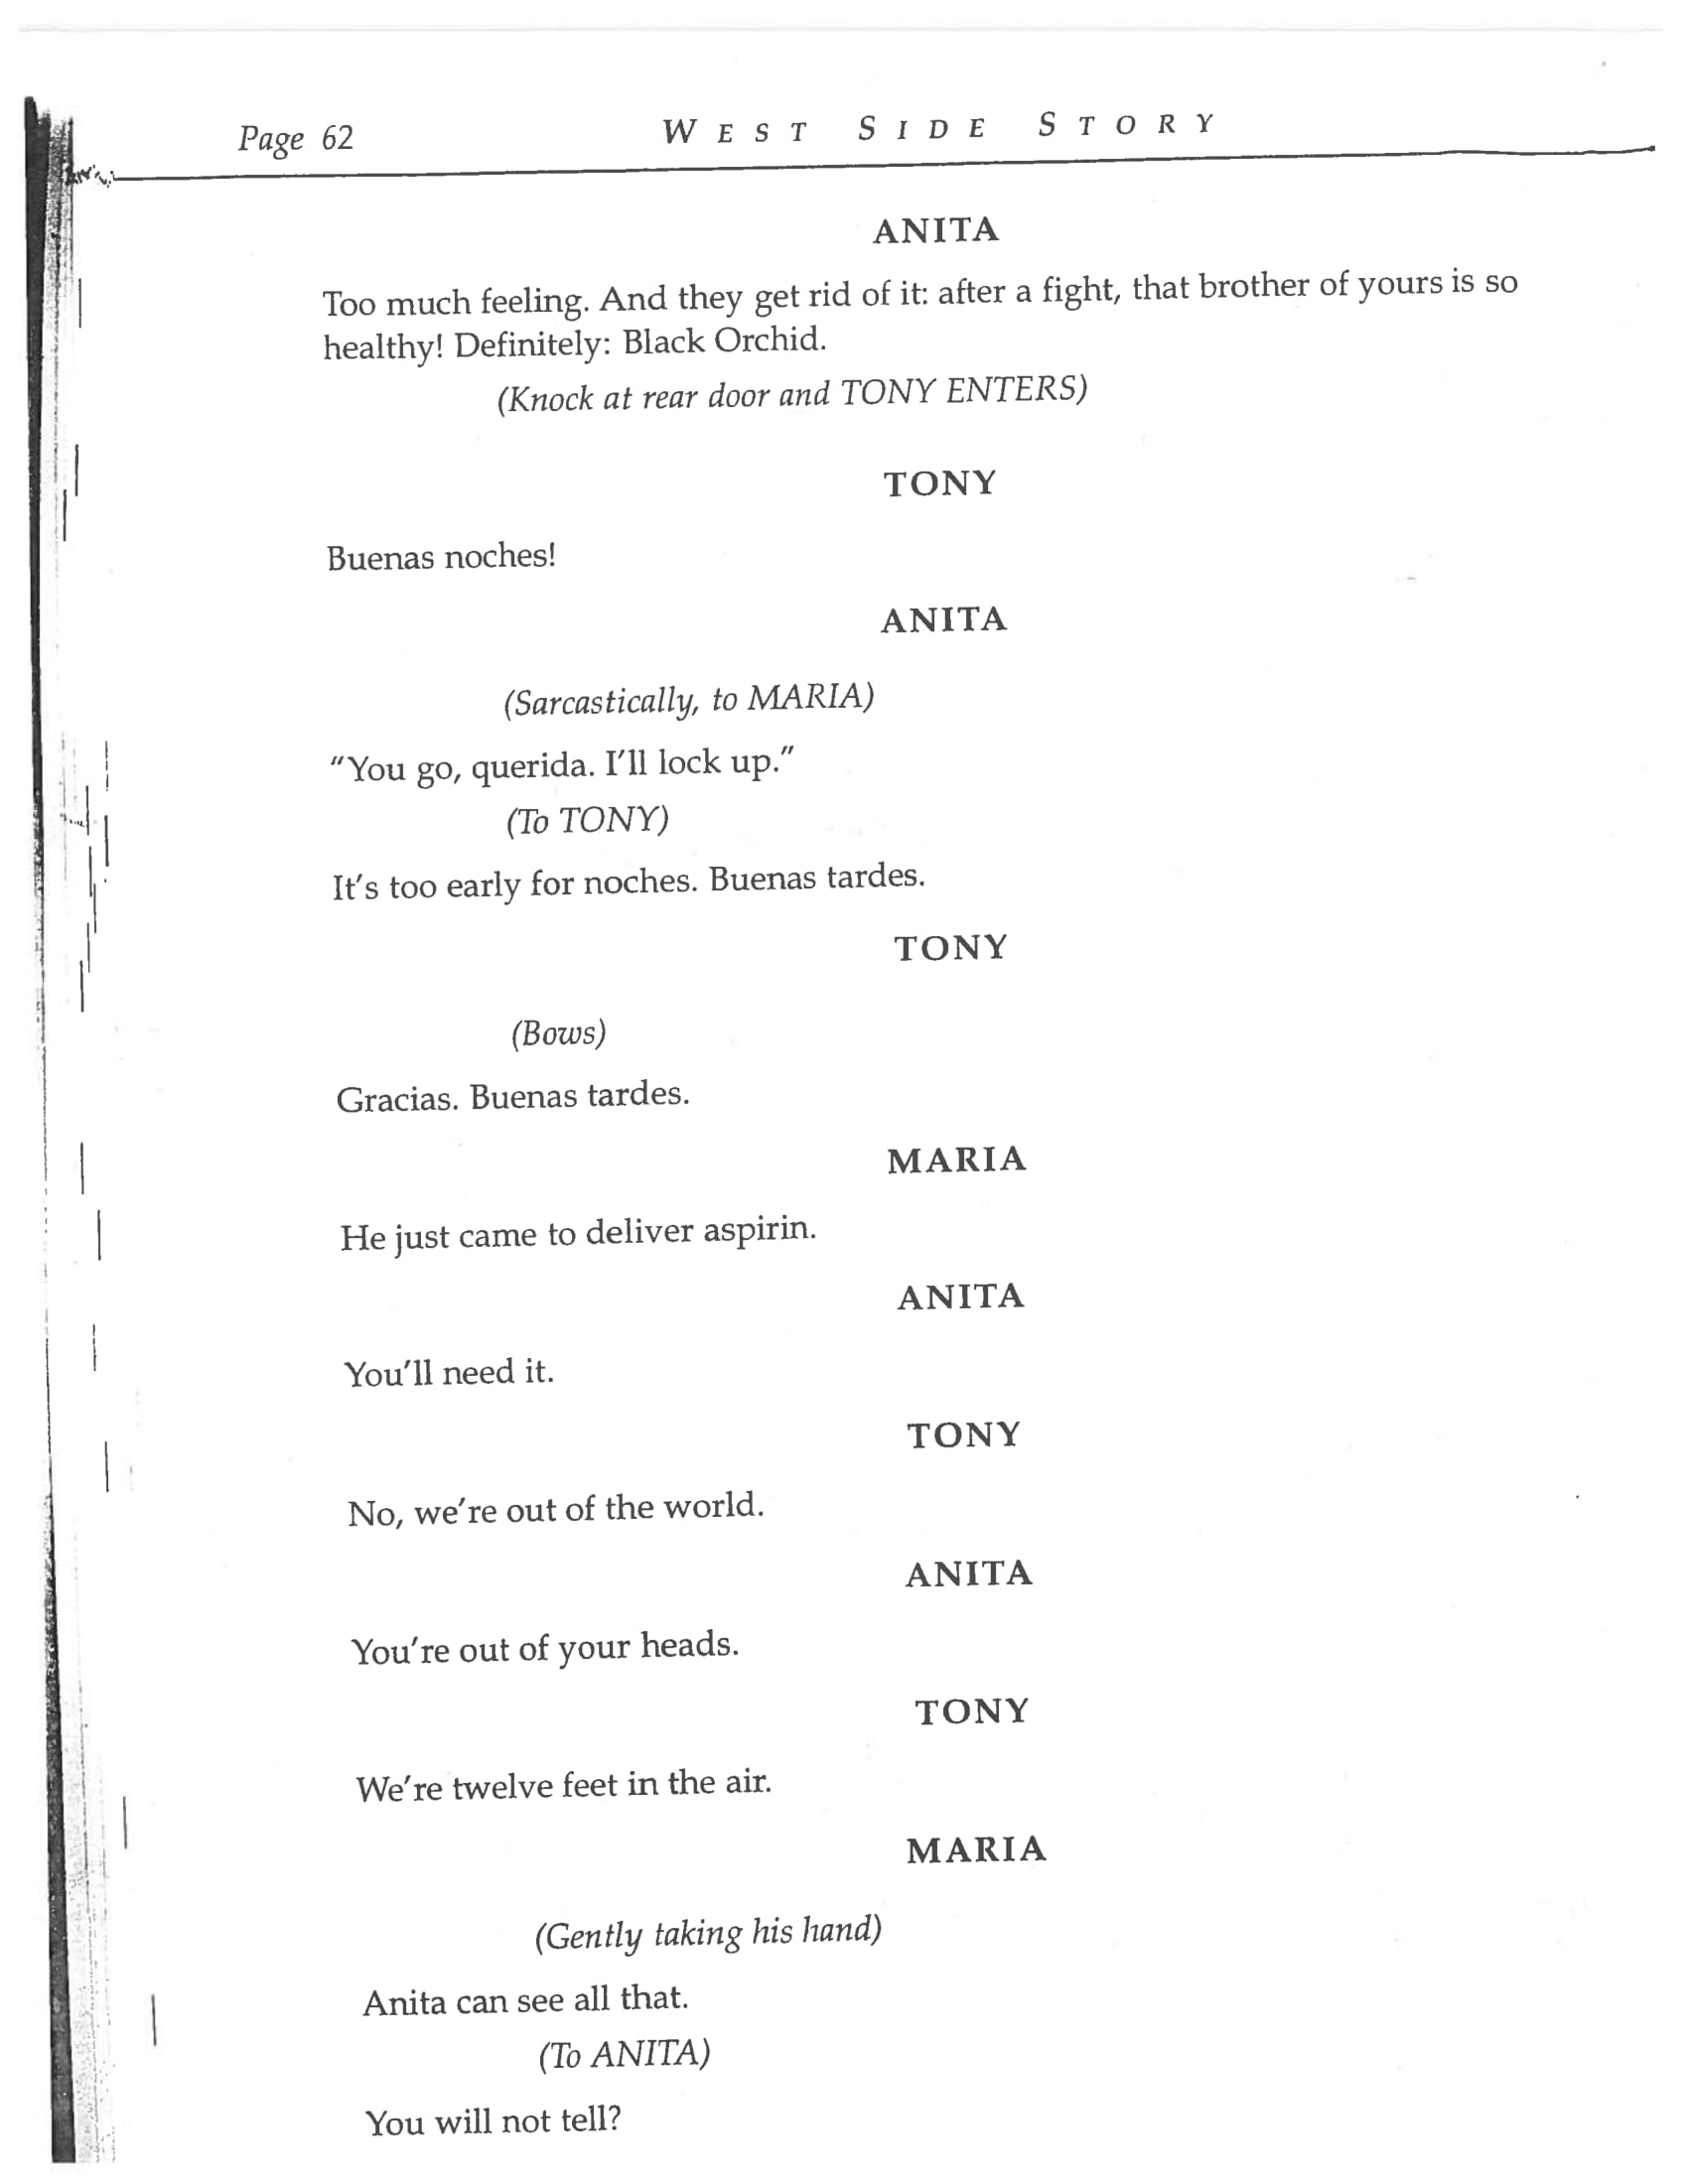 Page 62 WEST SIDE STORY
ANITA
Too much feeling. And they get rid of it: after a fight, that brother of yours is so
healthy! Definitely: Black Orchid.
(Knock at rear door and TONY ENTERS)
TONY
Buenas noches!
ANITA
(Sarcastically, to MARIA)
"You go, querida. I'll lock up."
(To TONY)
It's too early for noches. Buenas tardes.
TONY
(Bows)
Gracias. Buenas tardes.
MARIA
He just came to deliver aspirin.
ANITA
You'll need it.
TONY
No, we're out of the world.
ANITA
You're out of your heads.
TONY
We're twelve feet in the air.
MARIA
(Gently taking his hand)
Anita can see all that.
(To ANITA)
You will not tell?